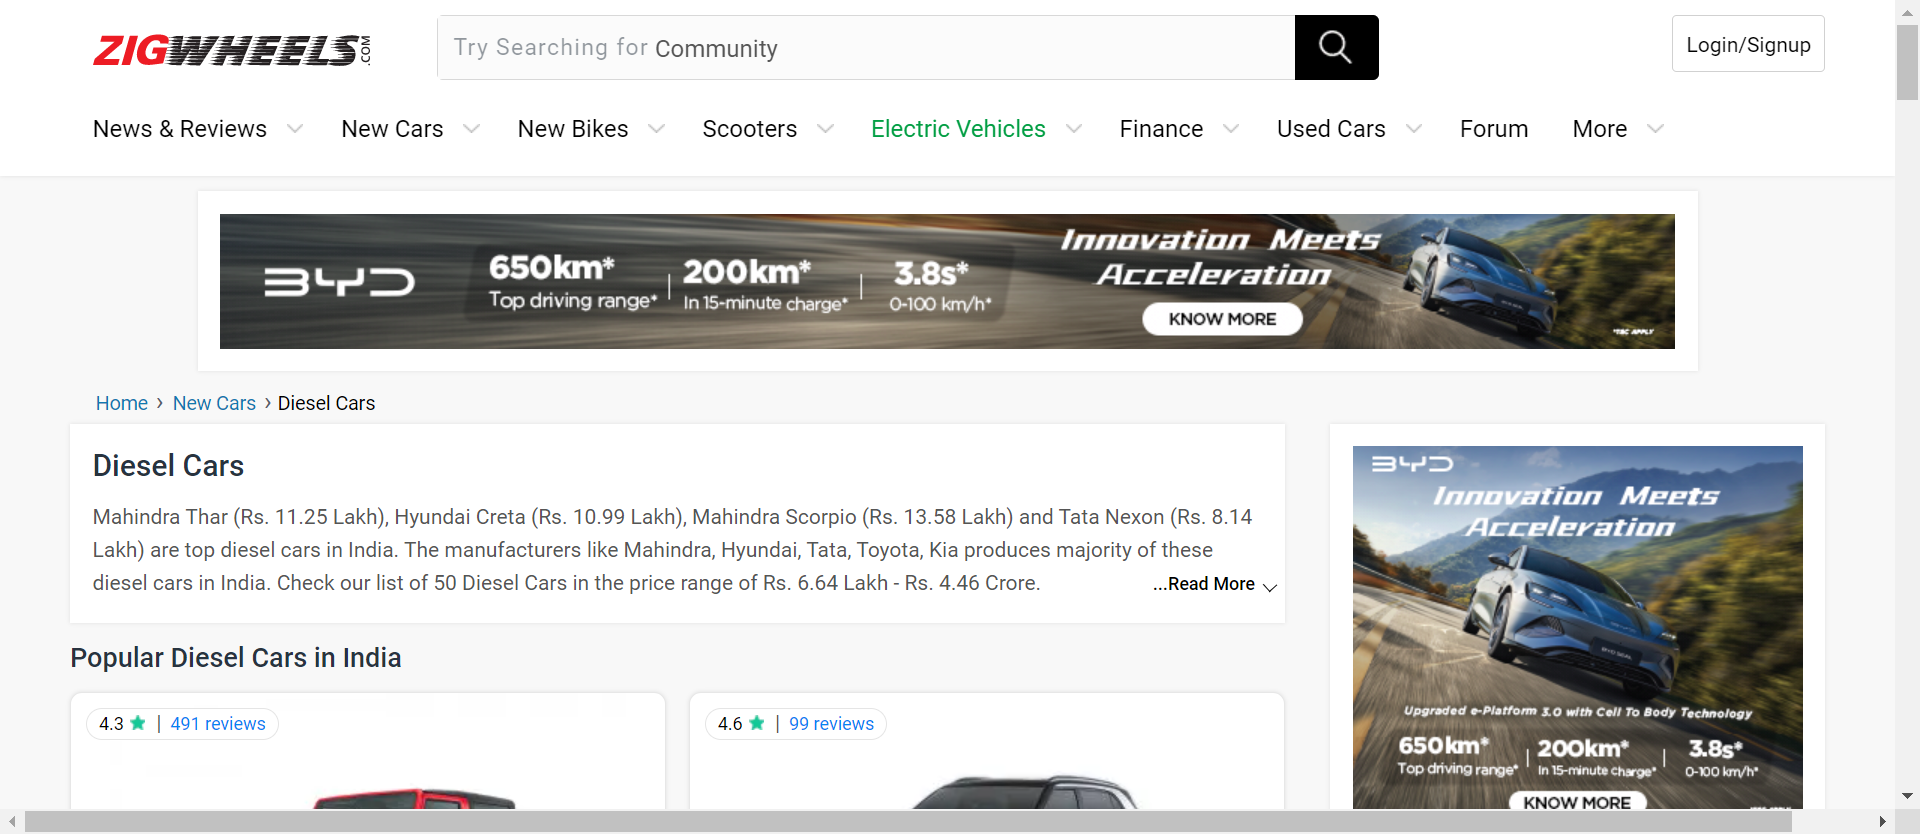 ZIGWHEELS.COM
Try Searching for Community
Login/Signup
News & Reviews
New Cars
New Bikes
Scooters
Electric Vehicles
Finance
Used Cars
Forum
More
BYD
650km*
Top driving range*
200km*
In 15-minute charge*
3.8s*
0-100 km/h*
Innovation Meets
Acceleration
KNOW MORE
*T&C APPLY
Home › New Cars › Diesel Cars
Diesel Cars
Mahindra Thar (Rs. 11.25 Lakh), Hyundai Creta (Rs. 10.99 Lakh), Mahindra Scorpio (Rs. 13.58 Lakh) and Tata Nexon (Rs. 8.14
Lakh) are top diesel cars in India. The manufacturers like Mahindra, Hyundai, Tata, Toyota, Kia produces majority of these
diesel cars in India. Check our list of 50 Diesel Cars in the price range of Rs. 6.64 Lakh - Rs. 4.46 Crore.
...Read More
Popular Diesel Cars in India
4.3 ★ | 491 reviews
4.6 ★ | 99 reviews
BYD
Innovation Meets
Acceleration
BYD SEAL
Upgraded e-Platform 3.0 with Cell To Body Technology
650km*
Top driving range*
200km*
In 15-minute charge*
3.8s*
0-100 km/h*
KNOW MORE